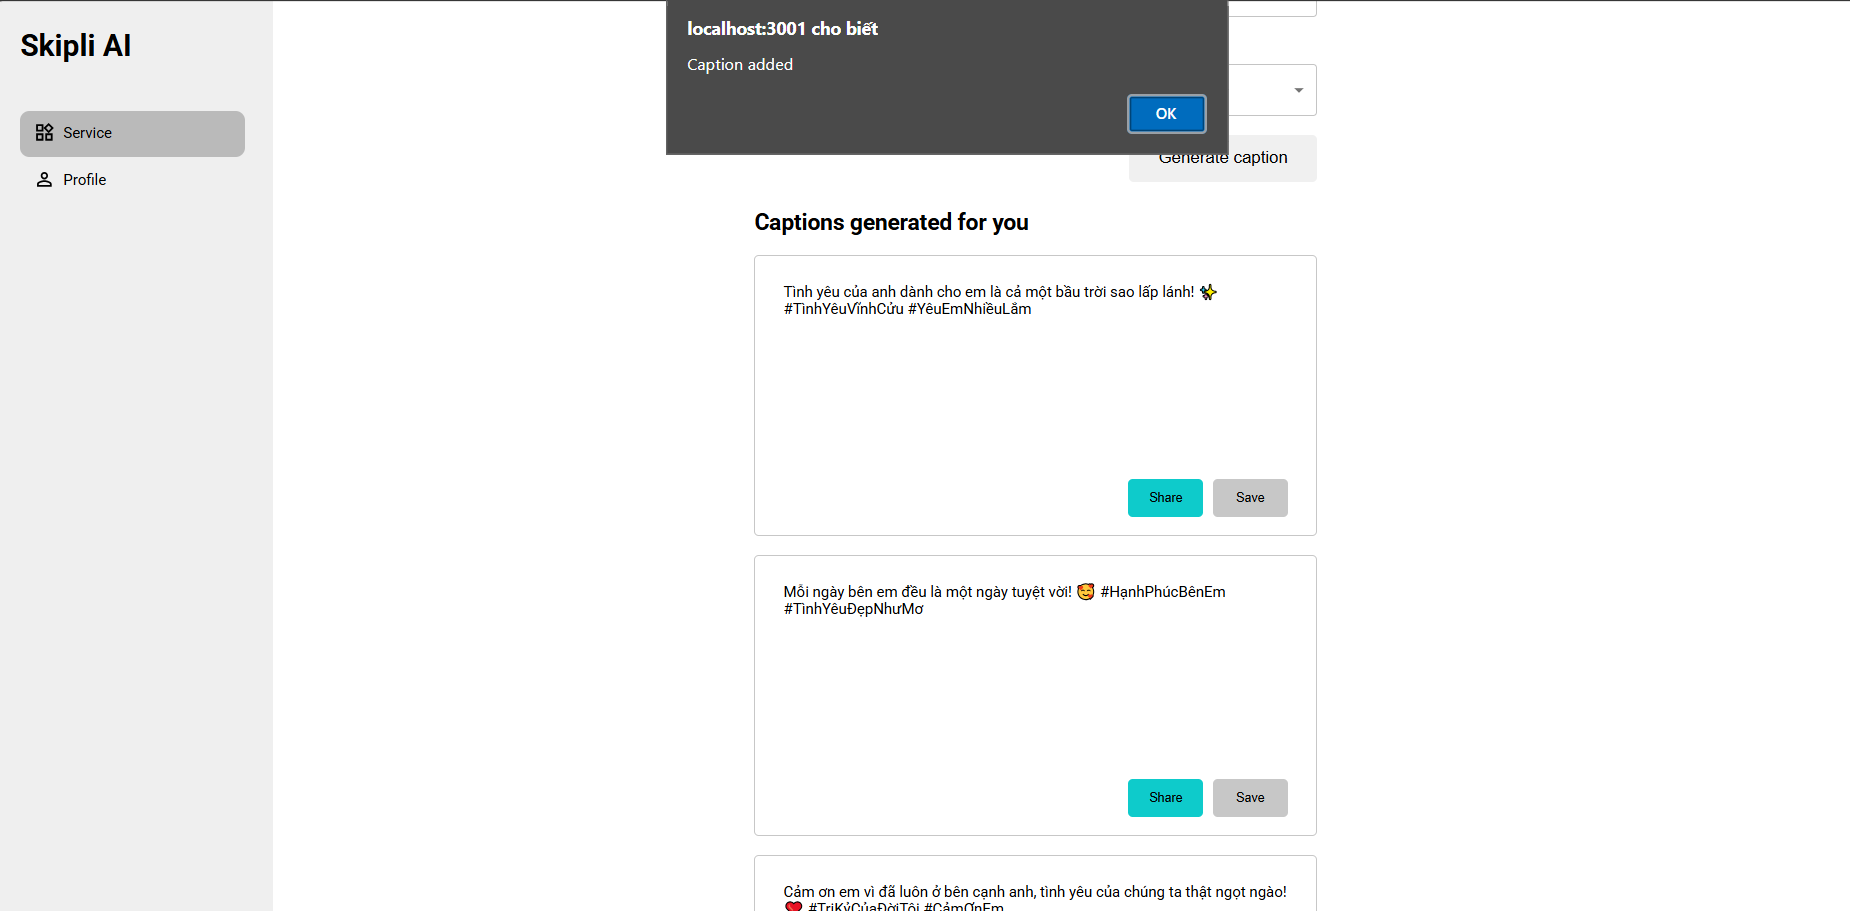 Skipli AI
Service
Profile
localhost:3001 cho biết
Caption added
OK
Generate caption
Captions generated for you
Tình yêu của anh dành cho em là cả một bầu trời sao lấp lánh! ✨
#TìnhYêuVĩnhCửu #YêuEmNhiềuLắm
Share Save
Mỗi ngày bên em đều là một ngày tuyệt vời! 🥰 #HạnhPhúcBênEm
#TìnhYêuĐẹpNhưMơ
Share Save
Cảm ơn em vì đã luôn ở bên cạnh anh, tình yêu của chúng ta thật ngọt ngào!
❤️ #TriKỷCủaĐờiTôi #CảmƠnEm